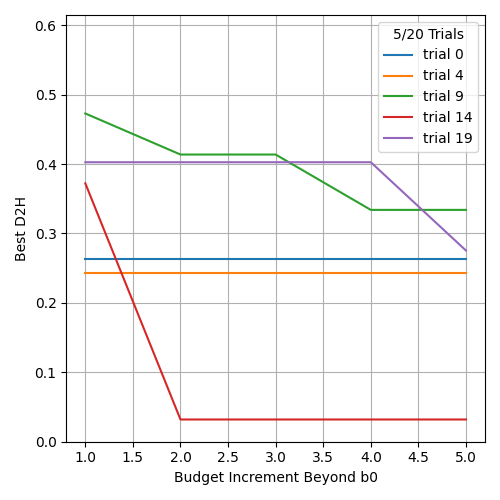 5/20 Trials
trial 0
trial 4
trial 9
trial 14
trial 19
Best D2H
0.6
0.5
0.4
0.3
0.2
0.1
0.0
1.0 1.5 2.0 2.5 3.0 3.5 4.0 4.5 5.0
Budget Increment Beyond b0